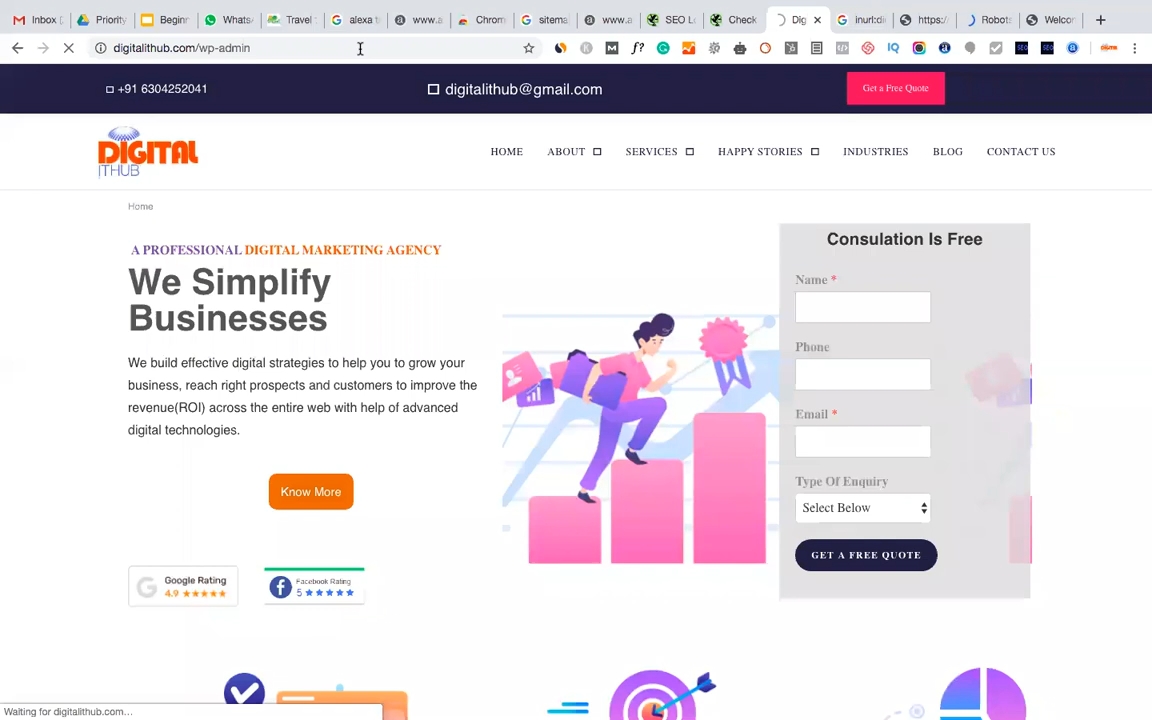 Inbox (
Priority
Beginn
Whats
Travel
alexa t
www.a
Chrom
sitema
www.a
SEO Lo
Check
Dig
inurl:di
https:/
Robots
Welcor
digitalithub.com/wp-admin
+91 6304252041
digitalithub@gmail.com
Get a Free Quote
DIGITAL
ITHUB
HOME ABOUT SERVICES HAPPY STORIES INDUSTRIES BLOG CONTACT US
Home
A PROFESSIONAL DIGITAL MARKETING AGENCY
We Simplify
Businesses
We build effective digital strategies to help you to grow your
business, reach right prospects and customers to improve the
revenue(ROI) across the entire web with help of advanced
digital technologies.
Know More
Google Rating
4.9
Facebook Rating
5
Consulation Is Free
Name *
Phone
Email *
Type Of Enquiry
Select Below
GET A FREE QUOTE
Waiting for digitalithub.com...